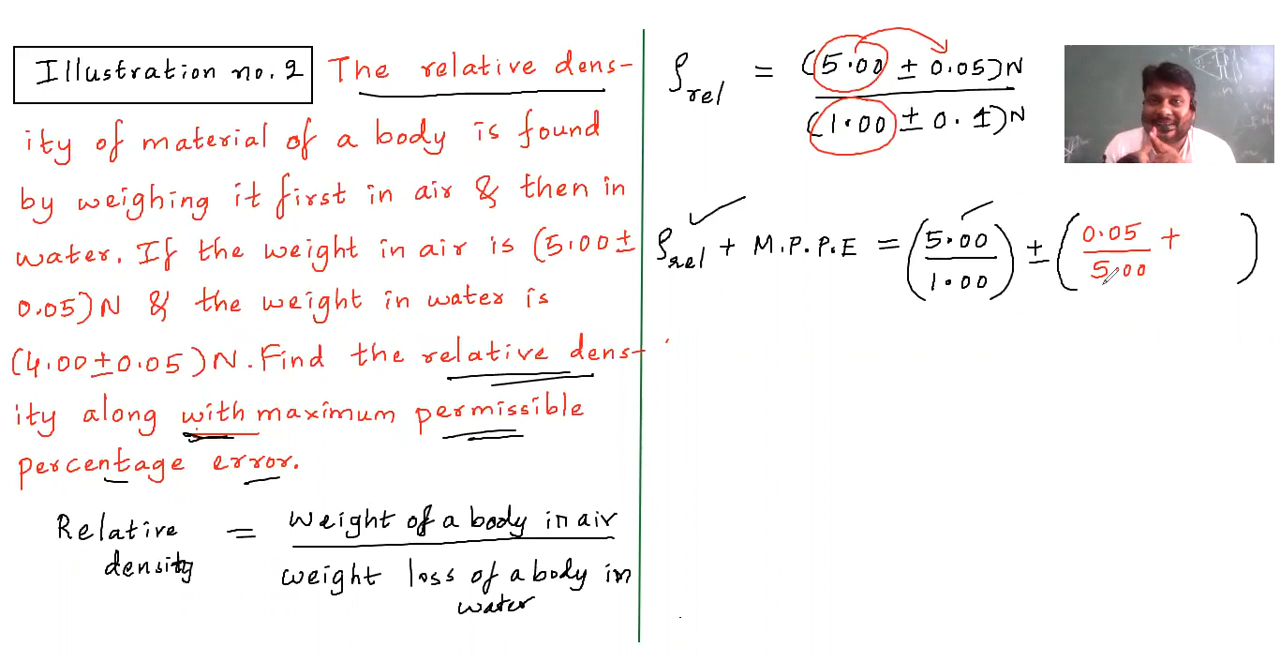 Illustration no. 2 The relative dens-
ity of material of a body is found
by weighing it first in air & then in
water. If the weight in air is (5.00 ±
0.05)N & the weight in water is
(4.00 ± 0.05)N. Find the relative dens-
ity along with maximum permissible
percentage error.
Relative density = weight of a body in air / weight loss of a body in water
ρrel = (5.00 ± 0.05)N / (1.00 ± 0.1)N
ρrel + M.P.P.E = (5.00 / 1.00) ± (0.05 / 5.00 + )